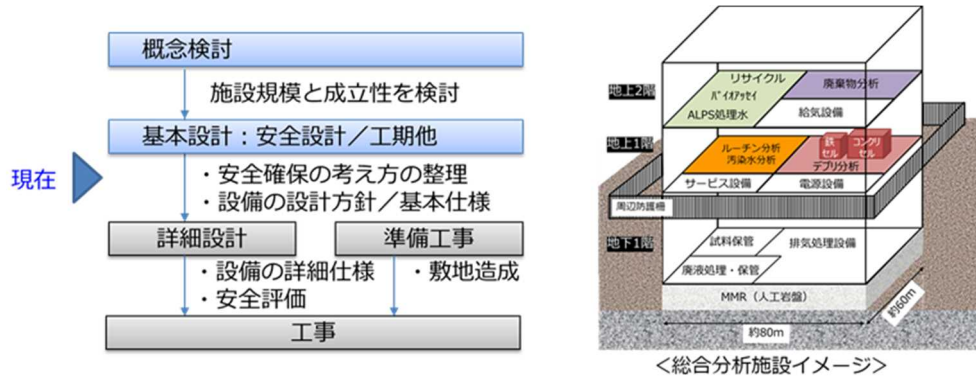 概念検討
施設規模と成立性を検討
基本設計：安全設計／工期他
現在
・安全確保の考え方の整理
・設備の設計方針／基本仕様
詳細設計
準備工事
・設備の詳細仕様
・安全評価
・敷地造成
工事
地上2階
リサイクル
バイオアッセイ
ALPS処理水
廃棄物分析
給気設備
地上1階
ルーチン分析
汚染水分析
鉄
セル
コンクリ
セル
デブリ分析
サービス設備
電源設備
周辺防護柵
地下1階
試料保管
排気処理設備
廃液処理・保管
MMR（人工岩盤）
約60m
約80m
＜総合分析施設イメージ＞